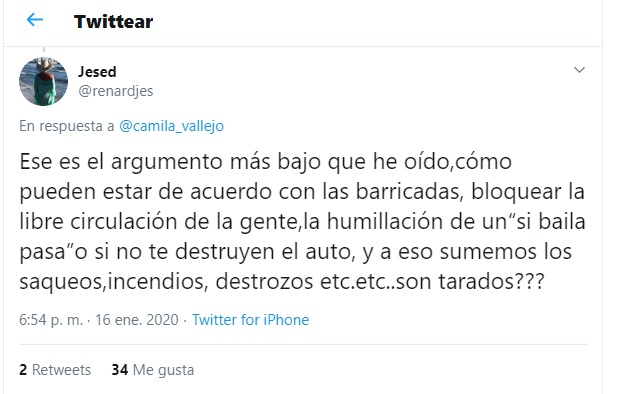 Twittear
Jesed
@renardjes
En respuesta a @camila_vallejo
Ese es el argumento más bajo que he oído,cómo
pueden estar de acuerdo con las barricadas, bloquear la
libre circulación de la gente,la humillación de un“si baila
pasa”o si no te destruyen el auto, y a eso sumemos los
saqueos,incendios, destrozos etc.etc..son tarados???
6:54 p. m. · 16 ene. 2020 · Twitter for iPhone
2 Retweets 34 Me gusta